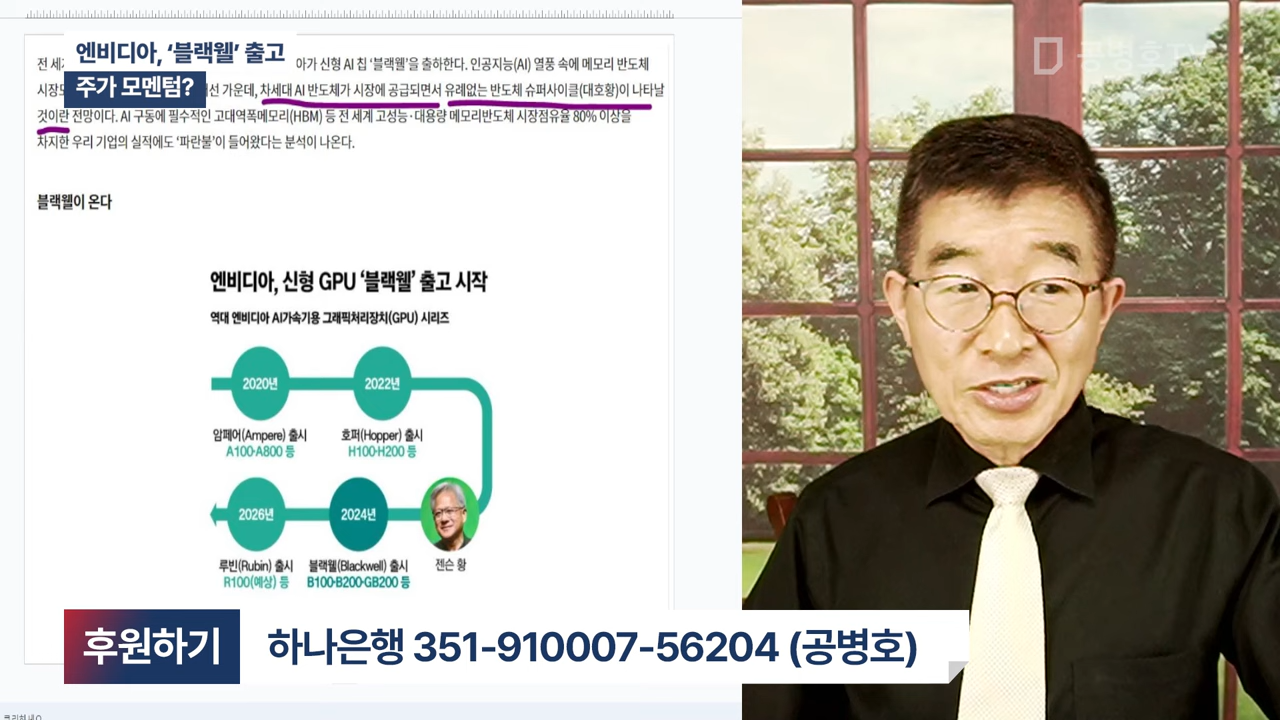 엔비디아, ‘블랙웰’ 출고
주가 모멘텀?
공병호TV
전 세계 아가 신형 AI 칩 ‘블랙웰’을 출하한다. 인공지능(AI) 열풍 속에 메모리 반도체
선 가운데, 차세대 AI 반도체가 시장에 공급되면서 유례없는 반도체 슈퍼사이클(대호황)이 나타날
것이란 전망이다. AI 구동에 필수적인 고대역폭메모리(HBM) 등 전 세계 고성능·대용량 메모리반도체 시장점유율 80% 이상을
차지한 우리 기업의 실적에도 ‘파란불’이 들어왔다는 분석이 나온다.
블랙웰이 온다
엔비디아, 신형 GPU ‘블랙웰’ 출고 시작
역대 엔비디아 AI가속기용 그래픽처리장치(GPU) 시리즈
2020년 2022년
암페어(Ampere) 출시 호퍼(Hopper) 출시
A100·A800 등 H100·H200 등
2026년 2024년
루빈(Rubin) 출시 블랙웰(Blackwell) 출시 젠슨 황
R100(예상) 등 B100·B200·GB200 등
후원하기 하나은행 351-910007-56204 (공병호)